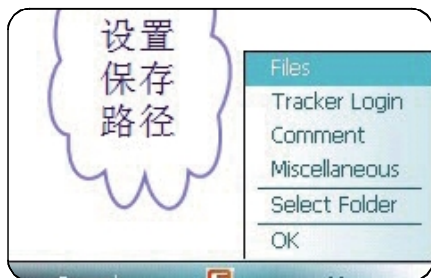 设置
保存
路径
Files
Tracker Login
Comment
Miscellaneous
Select Folder
OK